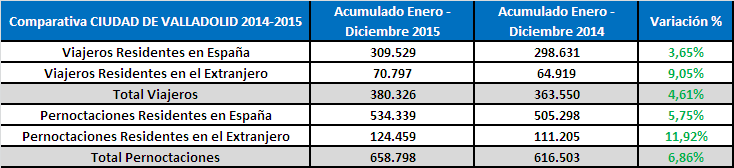 Comparativa CIUDAD DE VALLADOLID 2014-2015 Acumulado Enero - Diciembre 2015 Acumulado Enero - Diciembre 2014 Variación %
Viajeros Residentes en España 309.529 298.631 3,65%
Viajeros Residentes en el Extranjero 70.797 64.919 9,05%
Total Viajeros 380.326 363.550 4,61%
Pernoctaciones Residentes en España 534.339 505.298 5,75%
Pernoctaciones Residentes en el Extranjero 124.459 111.205 11,92%
Total Pernoctaciones 658.798 616.503 6,86%